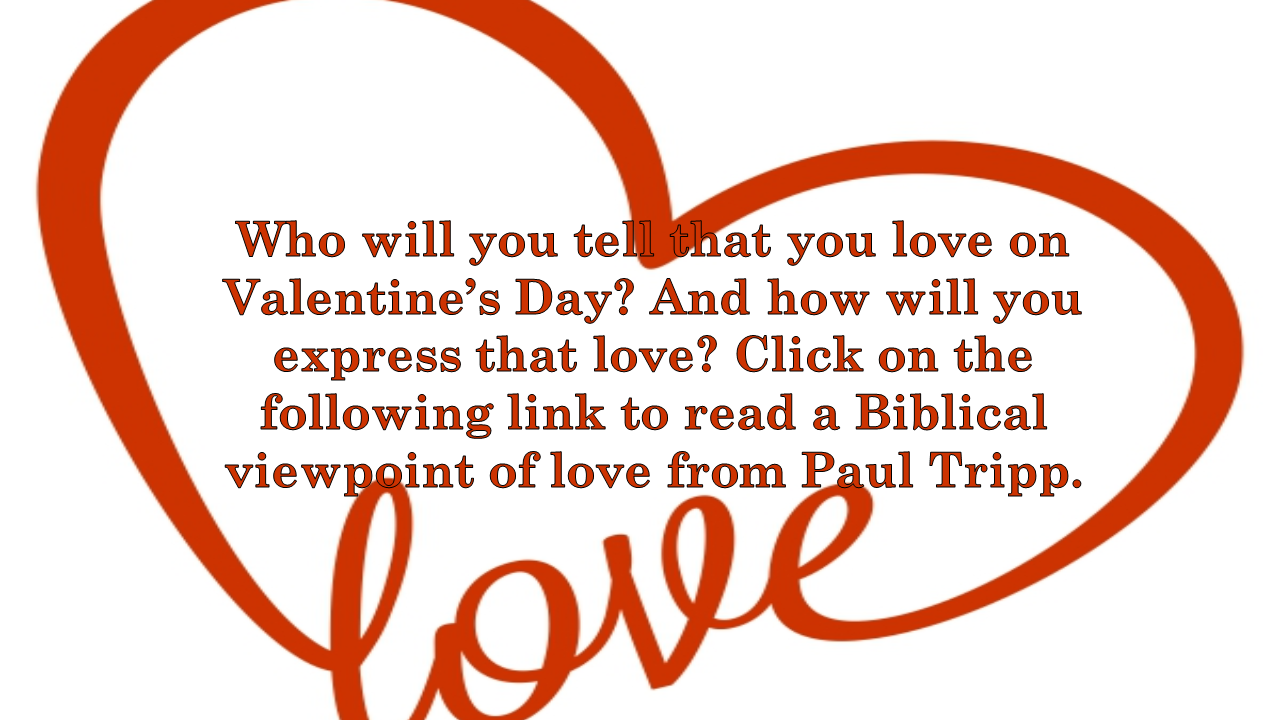 Who will you tell that you love on
Valentine’s Day? And how will you
express that love? Click on the
following link to read a Biblical
viewpoint of love from Paul Tripp.
love